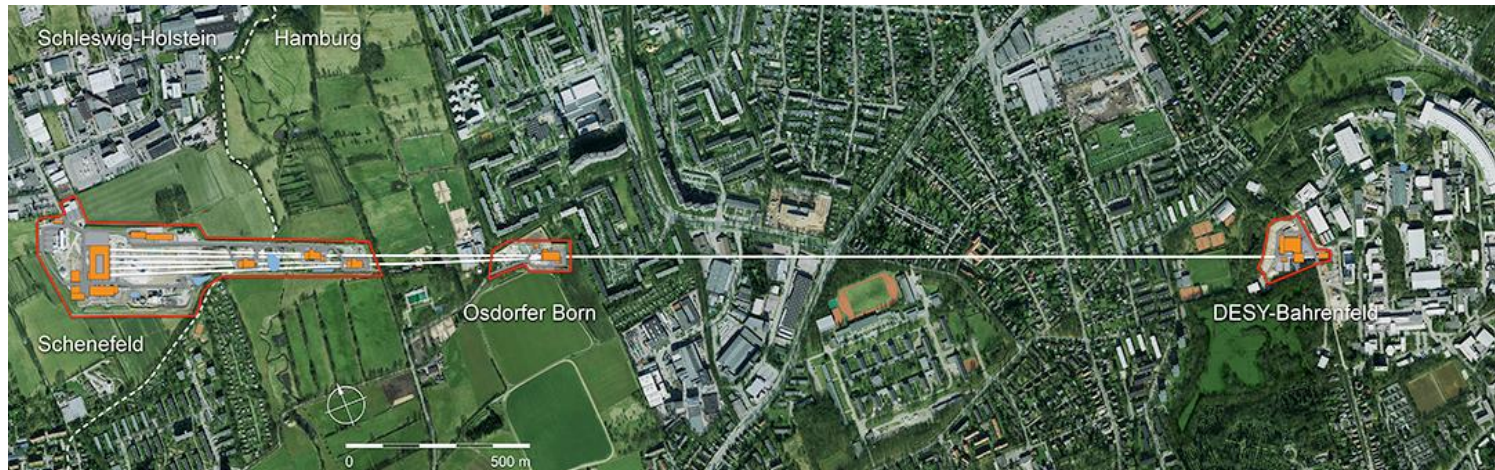 Schleswig-Holstein
Hamburg
Osdorfer Born
DESY-Bahrenfeld
Schenefeld
0
500 m